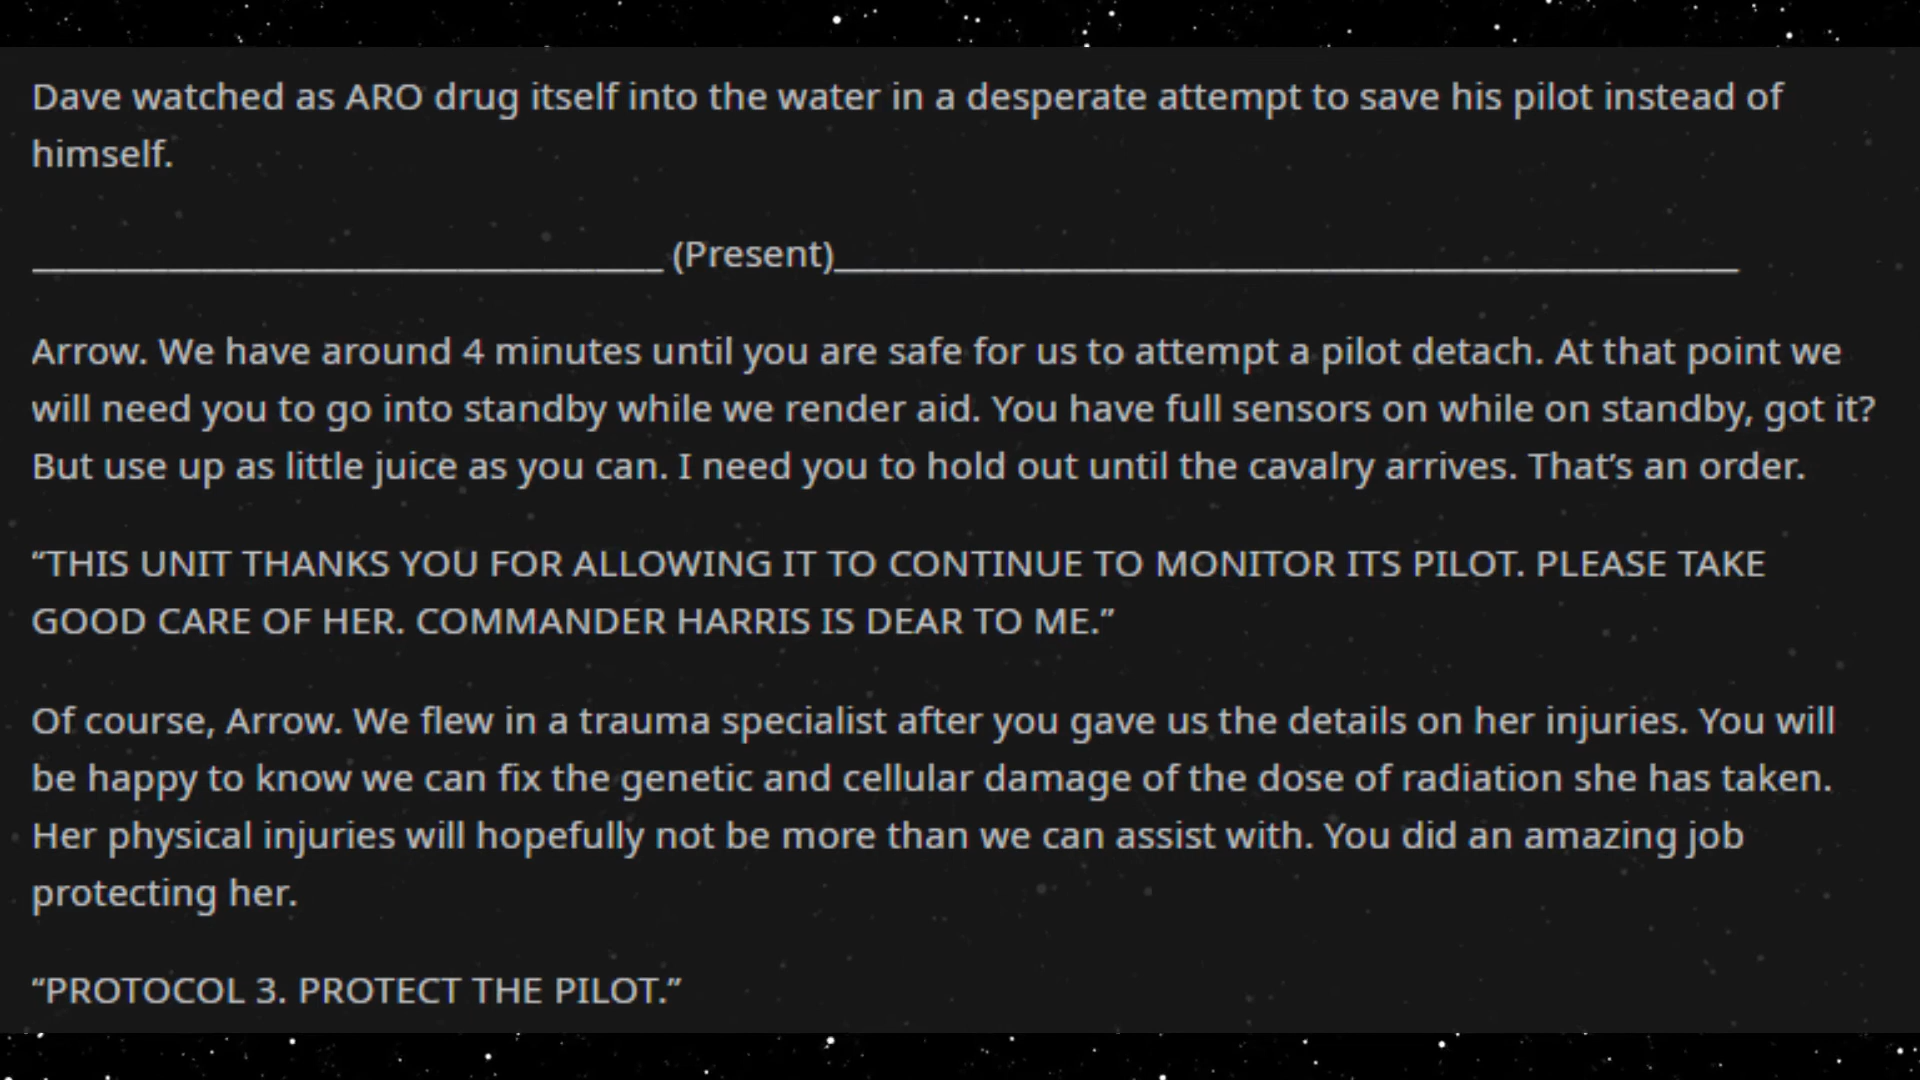 Dave watched as ARO drug itself into the water in a desperate attempt to save his pilot instead of
himself.
_________________________________ (Present)_______________________________________________
Arrow. We have around 4 minutes until you are safe for us to attempt a pilot detach. At that point we
will need you to go into standby while we render aid. You have full sensors on while on standby, got it?
But use up as little juice as you can. I need you to hold out until the cavalry arrives. That’s an order.
“THIS UNIT THANKS YOU FOR ALLOWING IT TO CONTINUE TO MONITOR ITS PILOT. PLEASE TAKE
GOOD CARE OF HER. COMMANDER HARRIS IS DEAR TO ME.”
Of course, Arrow. We flew in a trauma specialist after you gave us the details on her injuries. You will
be happy to know we can fix the genetic and cellular damage of the dose of radiation she has taken.
Her physical injuries will hopefully not be more than we can assist with. You did an amazing job
protecting her.
“PROTOCOL 3. PROTECT THE PILOT.”